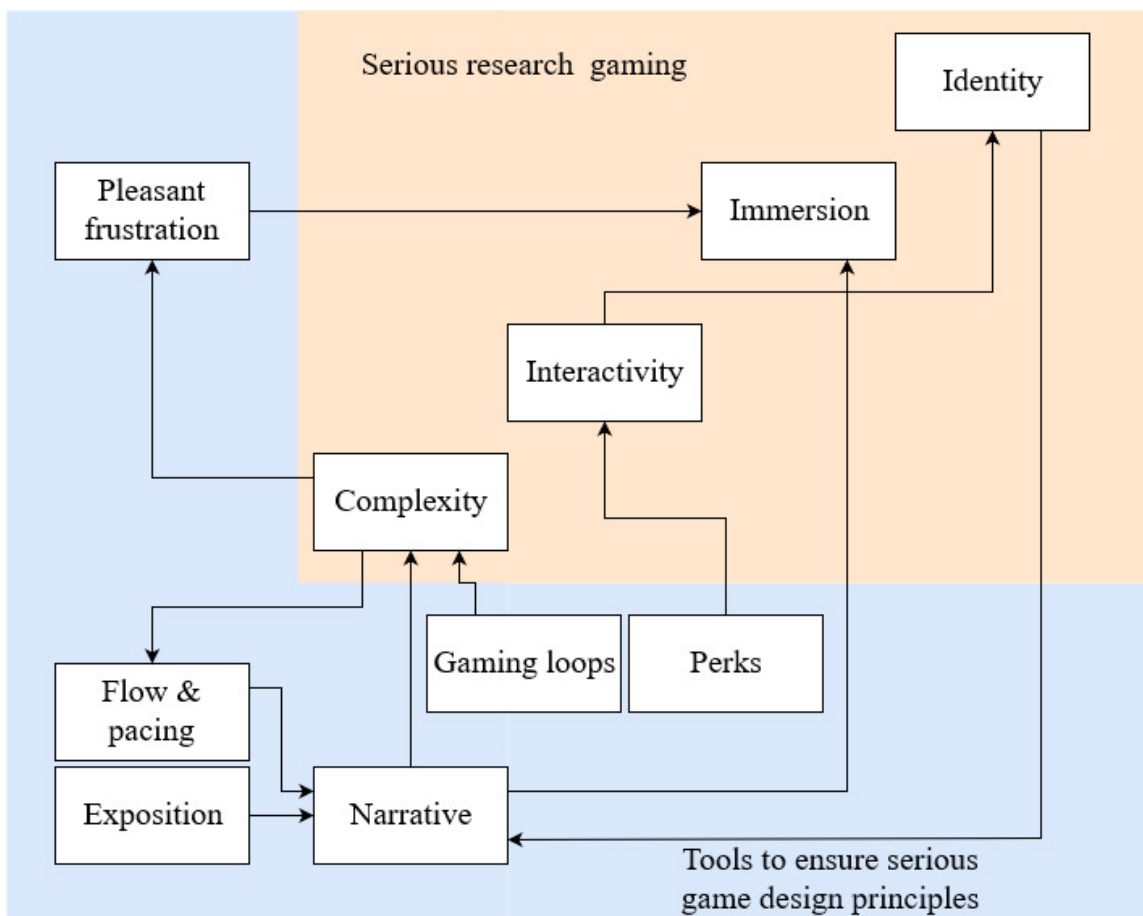 Serious research gaming
Identity
Pleasant
frustration
Immersion
Interactivity
Complexity
Gaming loops
Perks
Flow &
pacing
Exposition
Narrative
Tools to ensure serious
game design principles